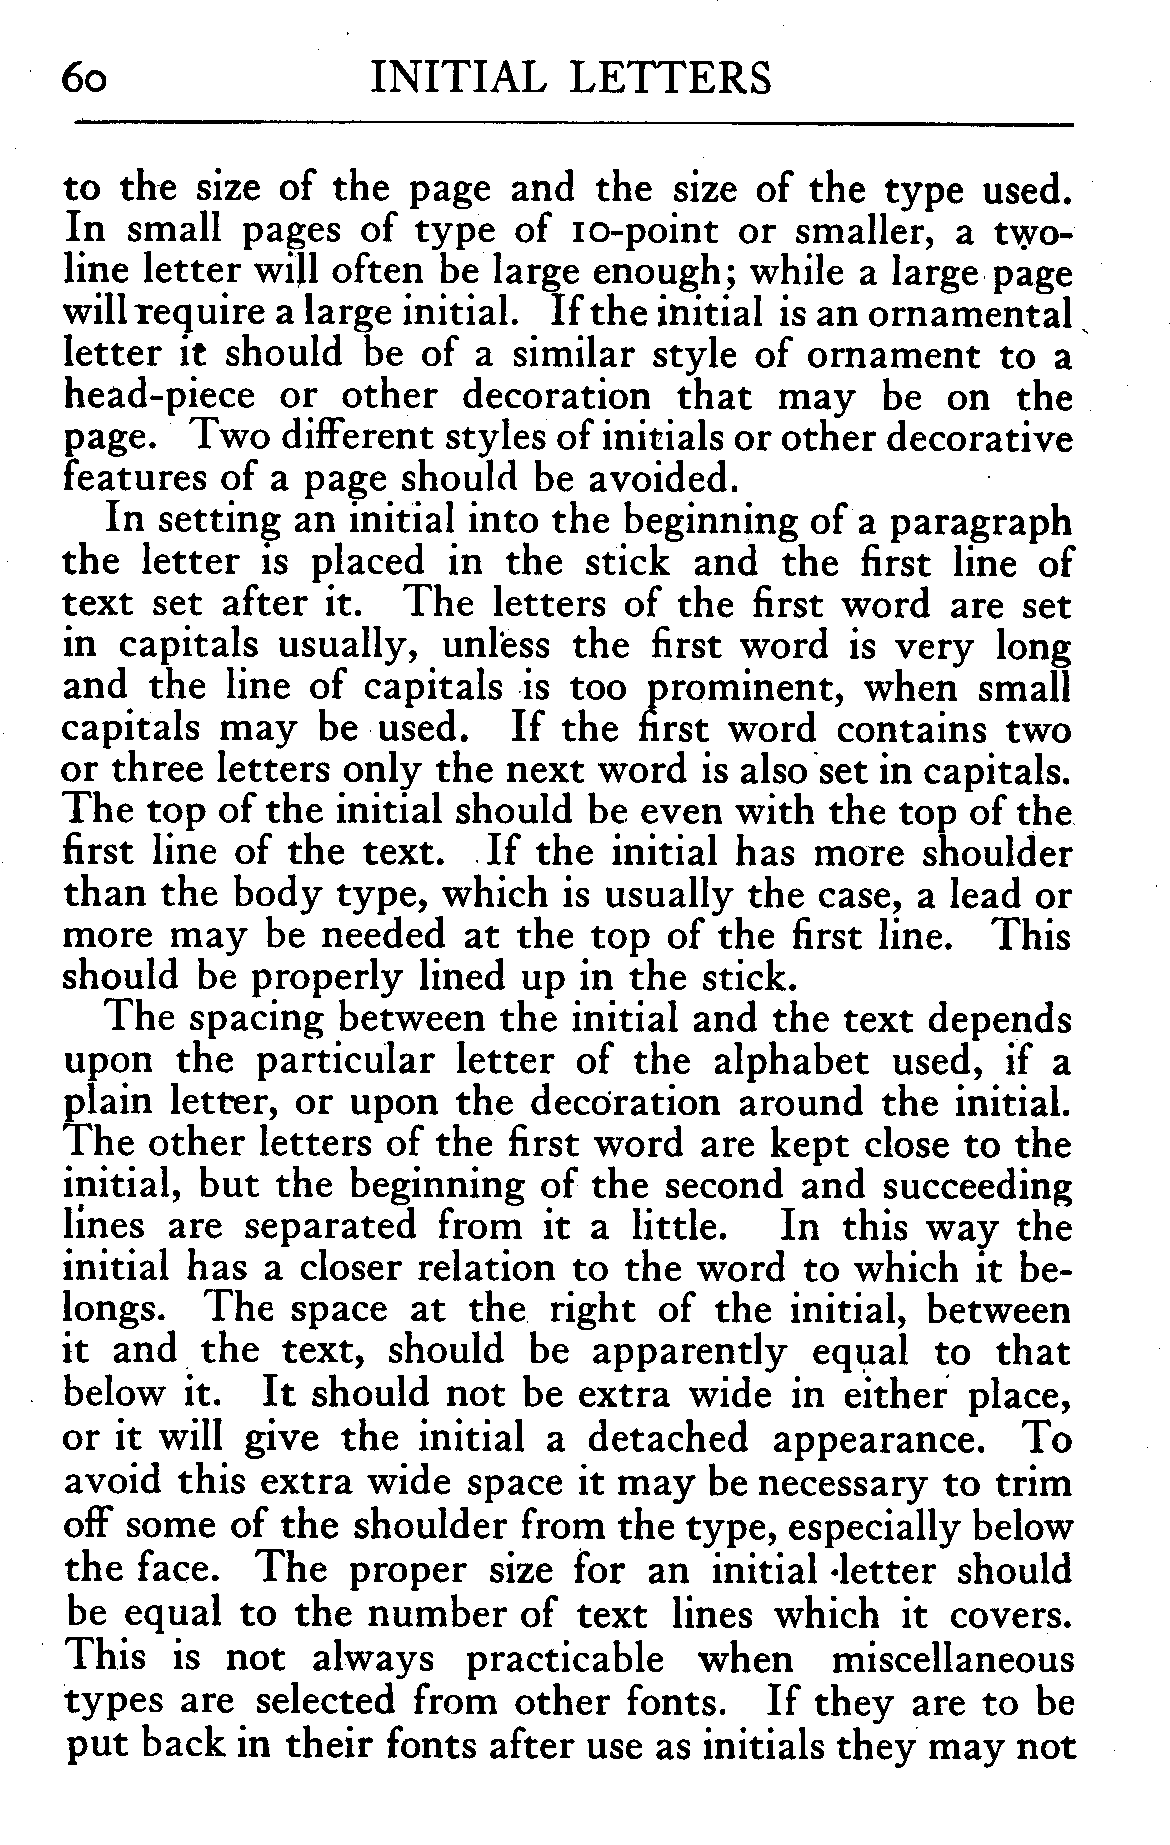 60 INITIAL LETTERS
to the size of the page and the size of the type used.
In small pages of type of 10-point or smaller, a two-
line letter will often be large enough; while a large page
will require a large initial. If the initial is an ornamental
letter it should be of a similar style of ornament to a
head-piece or other decoration that may be on the
page. Two different styles of initials or other decorative
features of a page should be avoided.
In setting an initial into the beginning of a paragraph
the letter is placed in the stick and the first line of
text set after it. The letters of the first word are set
in capitals usually, unless the first word is very long
and the line of capitals is too prominent, when small
capitals may be used. If the first word contains two
or three letters only the next word is also set in capitals.
The top of the initial should be even with the top of the
first line of the text. If the initial has more shoulder
than the body type, which is usually the case, a lead or
more may be needed at the top of the first line. This
should be properly lined up in the stick.
The spacing between the initial and the text depends
upon the particular letter of the alphabet used, if a
plain letter, or upon the decoration around the initial.
The other letters of the first word are kept close to the
initial, but the beginning of the second and succeeding
lines are separated from it a little. In this way the
initial has a closer relation to the word to which it be-
longs. The space at the right of the initial, between
it and the text, should be apparently equal to that
below it. It should not be extra wide in either place,
or it will give the initial a detached appearance. To
avoid this extra wide space it may be necessary to trim
off some of the shoulder from the type, especially below
the face. The proper size for an initial letter should
be equal to the number of text lines which it covers.
This is not always practicable when miscellaneous
types are selected from other fonts. If they are to be
put back in their fonts after use as initials they may not